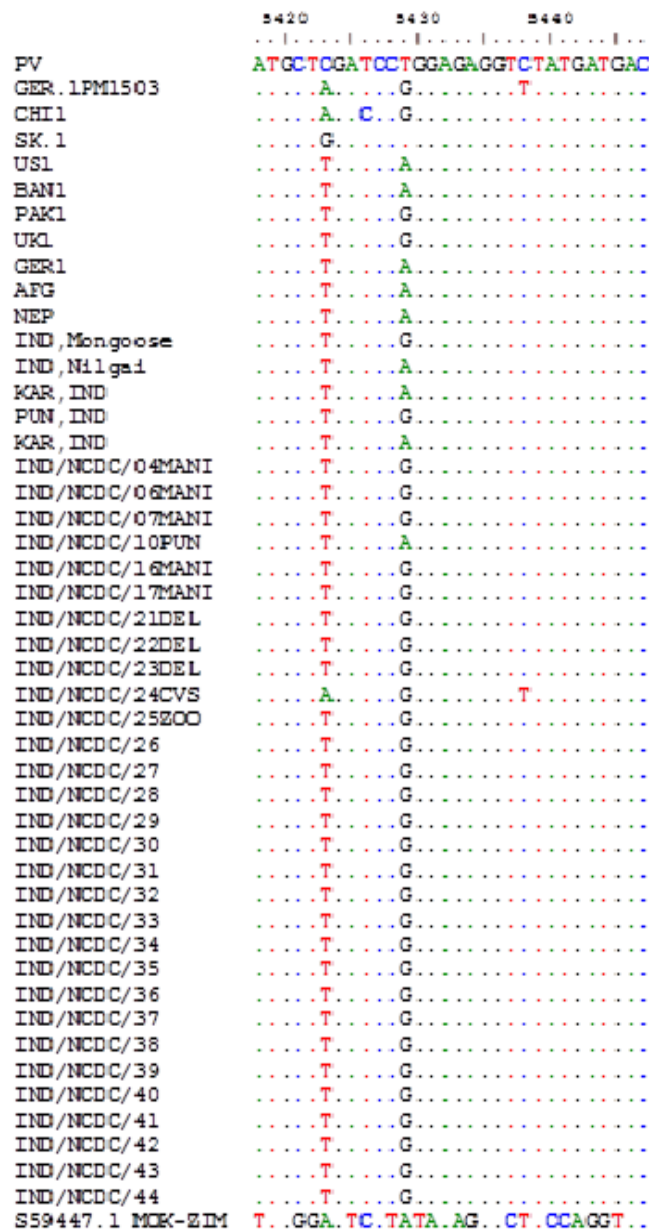 5420 5430 5440
..|....|....|....|....|....|..
PV ATGCTCGATCCTGGAGAGGTCTATGATGAC
GER.1PM1503 .....A.....G........T.........
CHI1 .....A..C..G..................
SK.1 .....G........................
US1 .....T.....A..................
BAN1 .....T.....A..................
PAK1 .....T.....G..................
UK1 .....T.....G..................
GER1 .....T.....A..................
AFG .....T.....A..................
NEP .....T.....A..................
IND,Mongoose .....T.....G..................
IND,Nilgai .....T.....A..................
KAR,IND .....T.....A..................
PUN,IND .....T.....G..................
KAR,IND .....T.....A..................
IND/NCDC/04MANI .....T.....G..................
IND/NCDC/06MANI .....T.....G..................
IND/NCDC/07MANI .....T.....G..................
IND/NCDC/10PUN .....T.....A..................
IND/NCDC/16MANI .....T.....G..................
IND/NCDC/17MANI .....T.....G..................
IND/NCDC/21DEL .....T.....G..................
IND/NCDC/22DEL .....T.....G..................
IND/NCDC/23DEL .....T.....G..................
IND/NCDC/24CVS .....A.....G........T.........
IND/NCDC/25ZOO .....T.....G..................
IND/NCDC/26 .....T.....G..................
IND/NCDC/27 .....T.....G..................
IND/NCDC/28 .....T.....G..................
IND/NCDC/29 .....T.....G..................
IND/NCDC/30 .....T.....G..................
IND/NCDC/31 .....T.....G..................
IND/NCDC/32 .....T.....G..................
IND/NCDC/33 .....T.....G..................
IND/NCDC/34 .....T.....G..................
IND/NCDC/35 .....T.....G..................
IND/NCDC/36 .....T.....G..................
IND/NCDC/37 .....T.....G..................
IND/NCDC/38 .....T.....G..................
IND/NCDC/39 .....T.....G..................
IND/NCDC/40 .....T.....G..................
IND/NCDC/41 .....T.....G..................
IND/NCDC/42 .....T.....G..................
IND/NCDC/43 .....T.....G..................
IND/NCDC/44 .....T.....G..................
S59447.1 MOK-ZIM T..GGA.TC.TATA.AG..CT.CCAGGT..